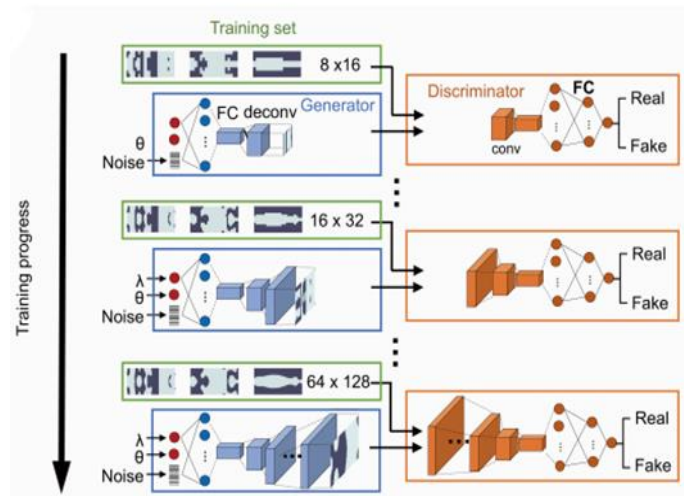 Training set
8 x16
Training progress
FC deconv Generator
θ
Noise
Discriminator
FC
conv
Real
Fake
16 x 32
λ
θ
Noise
Real
Fake
64 x 128
λ
θ
Noise
Real
Fake